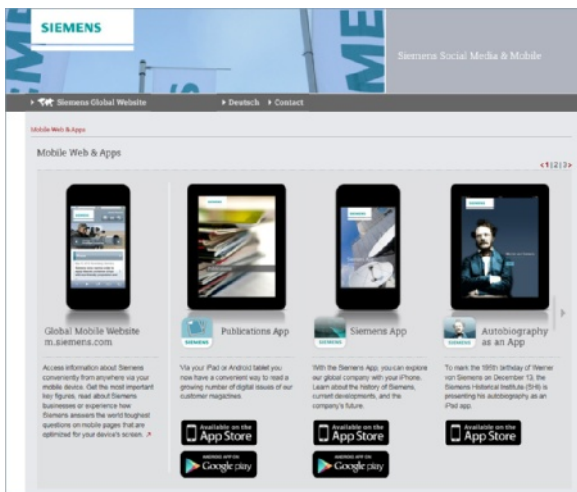 SIEMENS
Siemens Social Media & Mobile
Siemens Global Website
Deutsch
Contact
Mobile Web & Apps
Mobile Web & Apps
<1|2|3>
Global Mobile Website
m.siemens.com
Access information about Siemens
conveniently from anywhere via your
mobile device. Get the most important
key figures, read about Siemens
businesses or experience how
Siemens answers the world toughest
questions on mobile pages that are
optimized for your device's screen.
SIEMENS
Publications App
Via your iPad or Android tablet you
now have a convenient way to read a
growing number of digital issues of our
customer magazines.
Available on the
App Store
ANDROID APP ON
Google play
SIEMENS
Siemens App
With the Siemens App, you can explore
our global company with your iPhone.
Learn about the history of Siemens,
current developments, and the
company's future.
Available on the
App Store
ANDROID APP ON
Google play
SIEMENS
Autobiography
as an App
To mark the 195th birthday of Werner
von Siemens on December 13, the
Siemens Historical Institute (SHI) is
presenting his autobiography, as an
iPad app.
Available on the
App Store